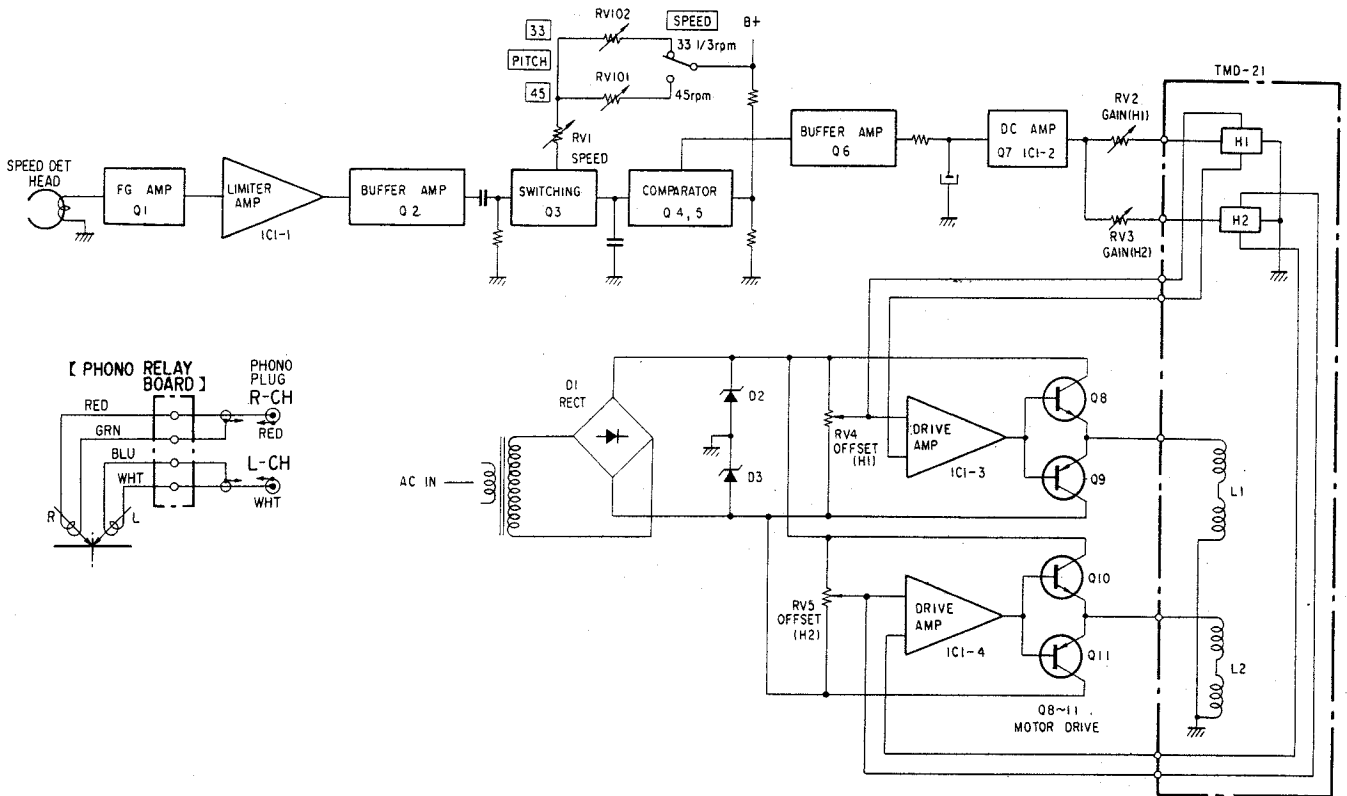 RV102
33
SPEED
33 1/3rpm
B+
PITCH
45
RV101
45rpm
RV1
SPEED
TMD-21
SPEED DET
HEAD
FG AMP
Q1
LIMITER
AMP
IC1-1
BUFFER AMP
Q2
SWITCHING
Q3
COMPARATOR
Q4,5
BUFFER AMP
Q6
DC AMP
Q7 IC1-2
RV2
GAIN(H1)
H1
RV3
GAIN(H2)
H2
[ PHONO RELAY
BOARD ]
PHONO
PLUG
R-CH
RED
RED
GRN
BLU
L-CH
WHT
WHT
R
L
AC IN
D1
RECT
D2
D3
RV4
OFFSET
(H1)
DRIVE
AMP
IC1-3
Q8
Q9
L1
RV5
OFFSET
(H2)
DRIVE
AMP
IC1-4
Q10
Q11
L2
Q8~11
MOTOR DRIVE